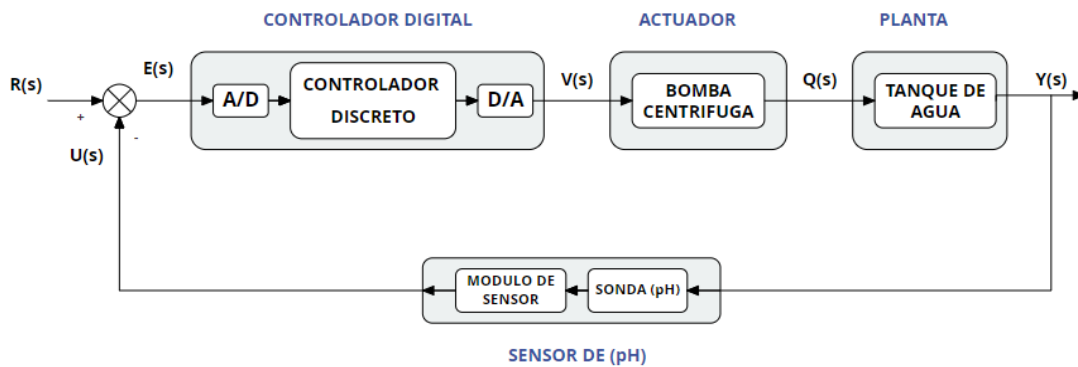 CONTROLADOR DIGITAL
ACTUADOR
PLANTA
R(s)
+
-
U(s)
E(s)
A/D
CONTROLADOR
DISCRETO
D/A
V(s)
BOMBA
CENTRIFUGA
Q(s)
TANQUE DE
AGUA
Y(s)
MODULO DE
SENSOR
SONDA (pH)
SENSOR DE (pH)